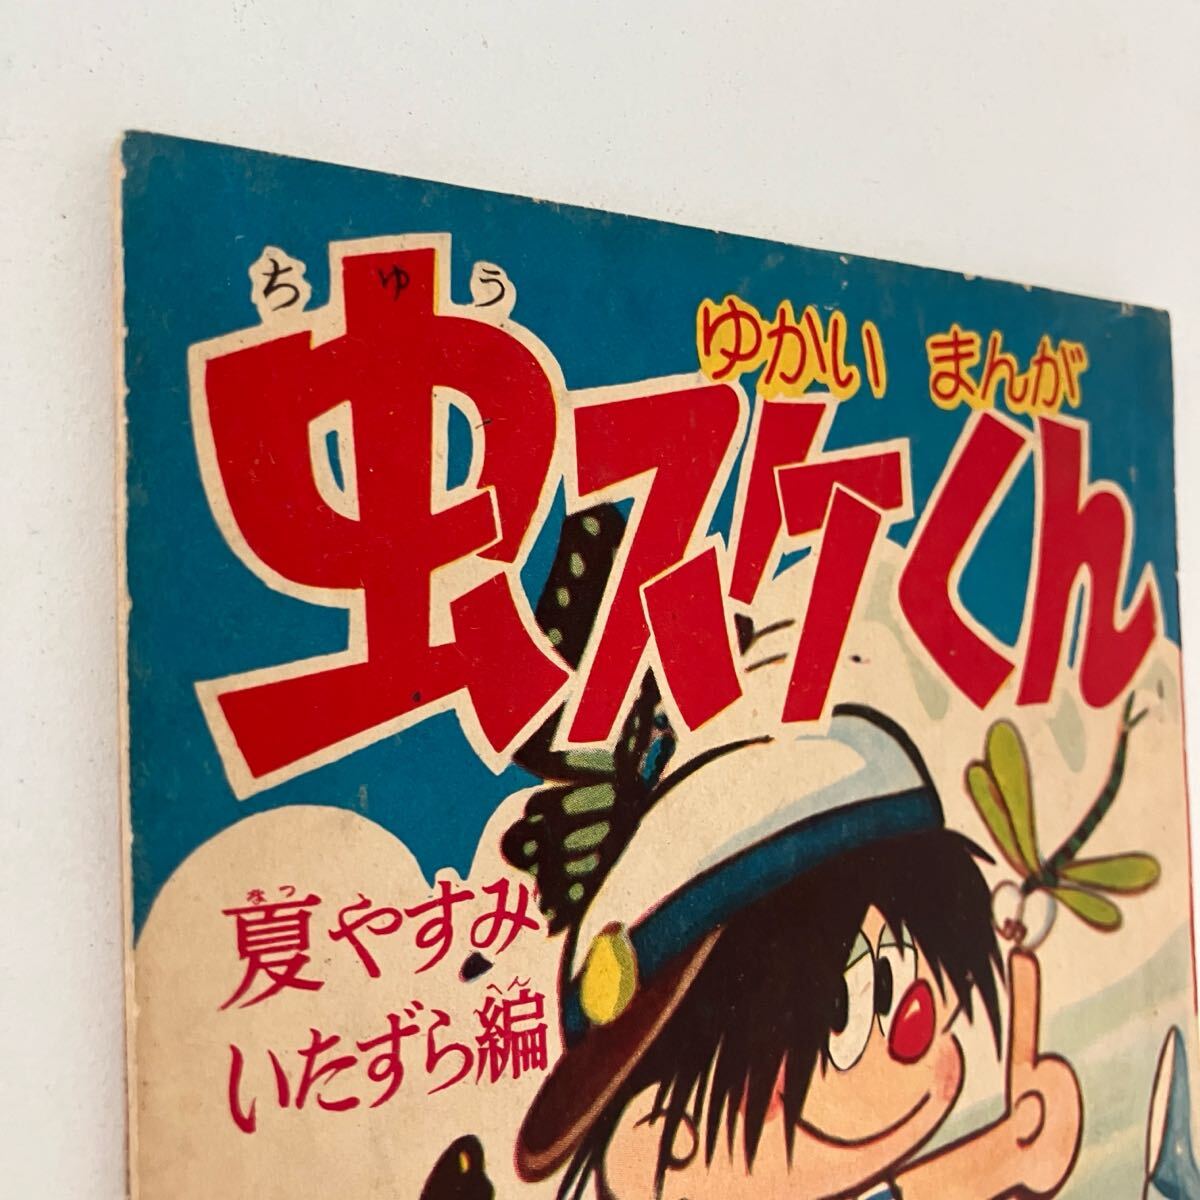 ゆかい まんが
ちゆう
虫スケくん
なつ
夏やすみ
へん
いたずら編